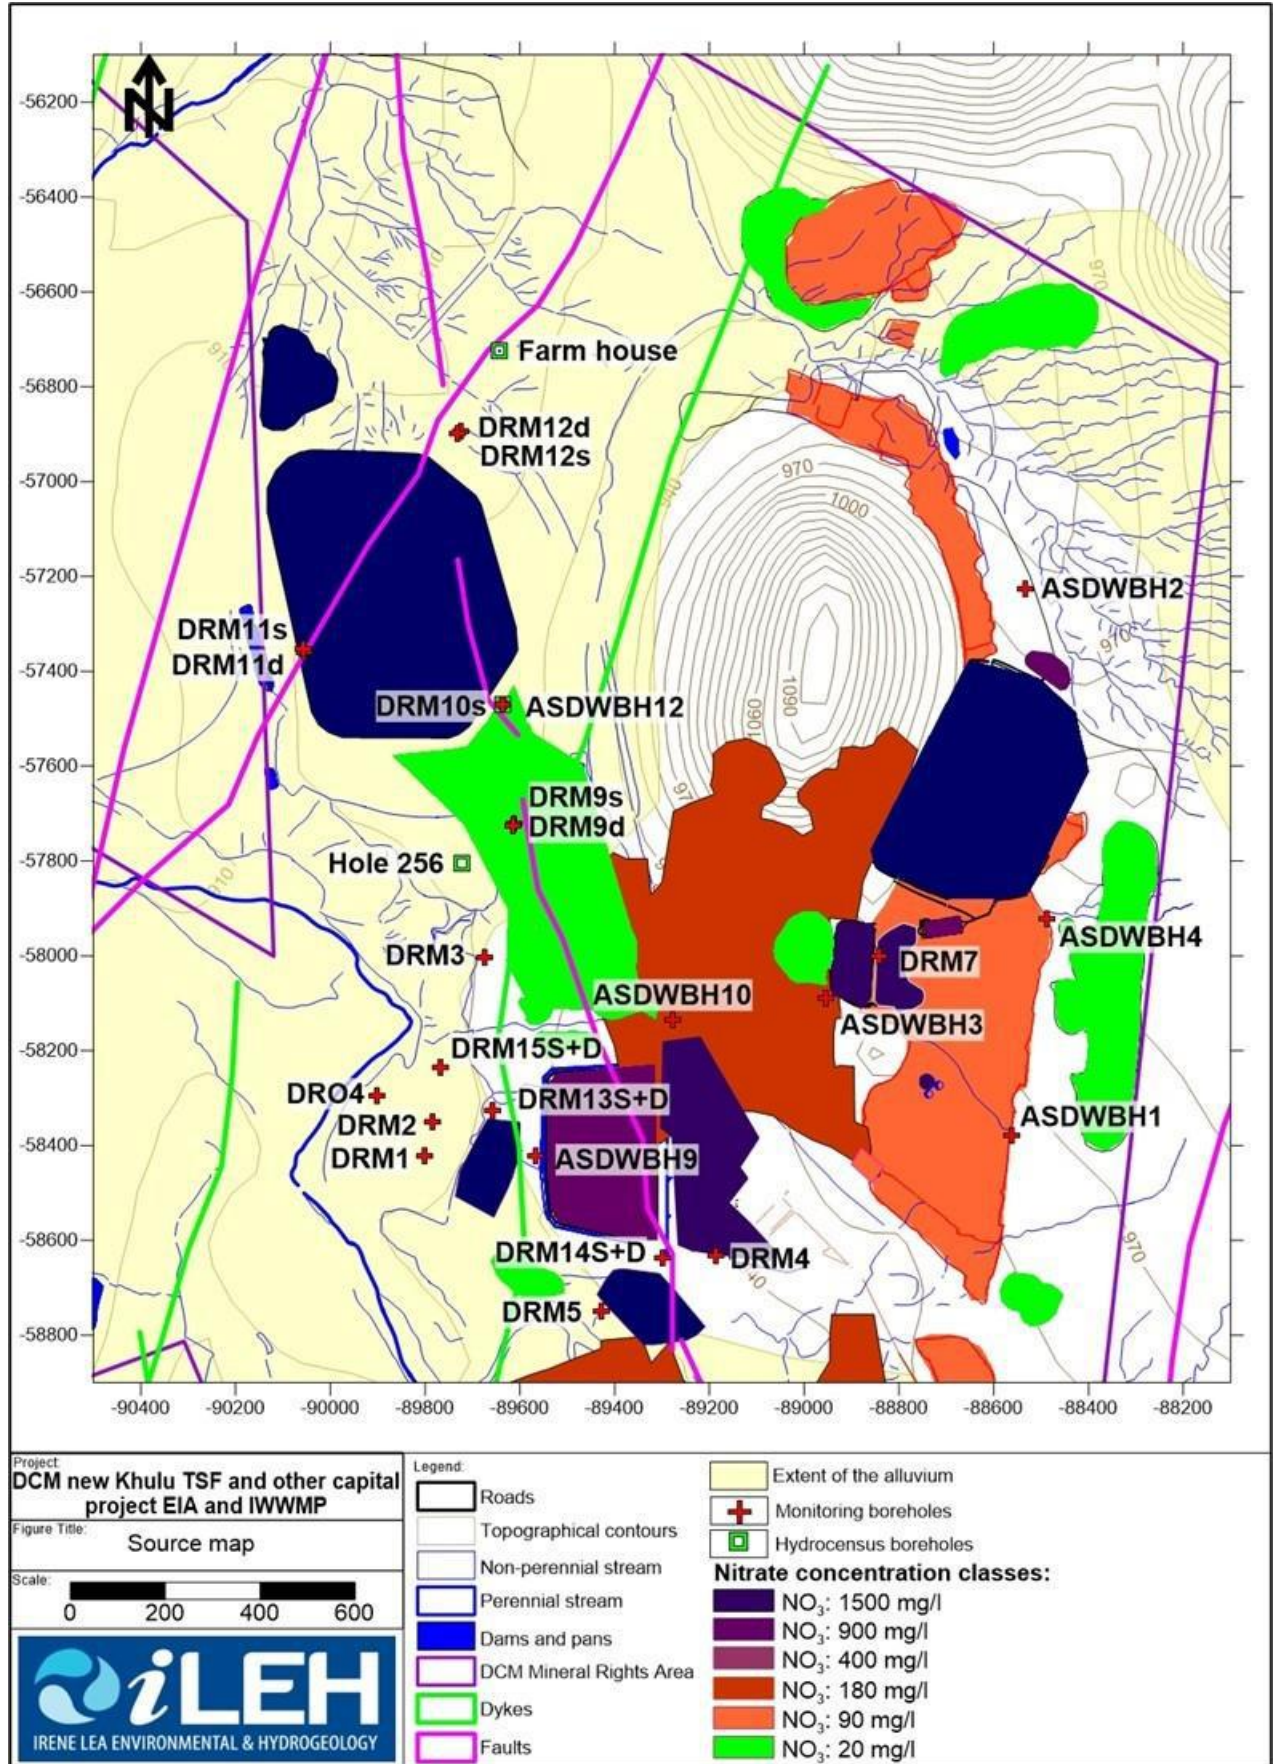 N
-56200
-56400
-56600
-56800
-57000
-57200
-57400
-57600
-57800
-58000
-58200
-58400
-58600
-58800
910
970
Farm house
DRM12d
DRM12s
940
970
1000
ASDWBH2
970
DRM11s
DRM11d
DRM10s
ASDWBH12
1060
1090
DRM9s
DRM9d
Hole 256
910
DRM3
DRM7
ASDWBH4
ASDWBH10
ASDWBH3
DRM15S+D
DRO4
DRM13S+D
DRM2
ASDWBH1
DRM1
ASDWBH9
DRM14S+D
DRM4
970
DRM5
-90400 -90200 -90000 -89800 -89600 -89400 -89200 -89000 -88800 -88600 -88400 -88200
Project:
DCM new Khulu TSF and other capital
project EIA and IWWMP
Figure Title:
Source map
Scale:
0 200 400 600
iLEH
IRENE LEA ENVIRONMENTAL & HYDROGEOLOGY
Legend:
Roads
Topographical contours
Non-perennial stream
Perennial stream
Dams and pans
DCM Mineral Rights Area
Dykes
Faults
Extent of the alluvium
Monitoring boreholes
Hydrocensus boreholes
Nitrate concentration classes:
NO₃: 1500 mg/l
NO₃: 900 mg/l
NO₃: 400 mg/l
NO₃: 180 mg/l
NO₃: 90 mg/l
NO₃: 20 mg/l